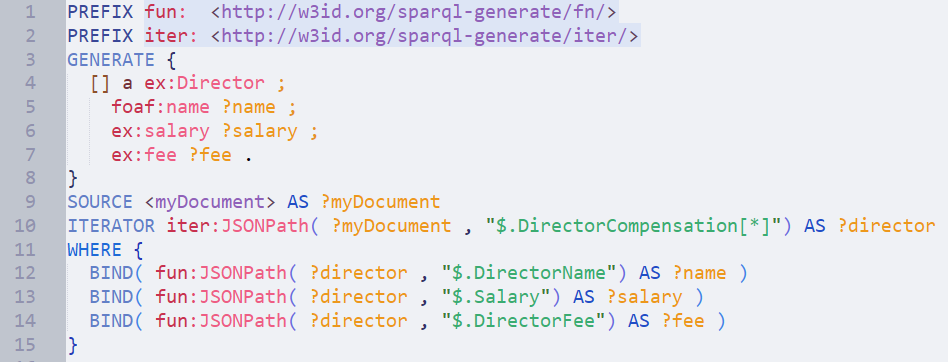 1 PREFIX fun:  <http://w3id.org/sparql-generate/fn/>
2 PREFIX iter: <http://w3id.org/sparql-generate/iter/>
3 GENERATE {
4   [] a ex:Director ;
5     foaf:name ?name ;
6     ex:salary ?salary ;
7     ex:fee ?fee .
8 }
9 SOURCE <myDocument> AS ?myDocument
10 ITERATOR iter:JSONPath( ?myDocument , "$.DirectorCompensation[*]") AS ?director
11 WHERE {
12   BIND( fun:JSONPath( ?director , "$.DirectorName") AS ?name )
13   BIND( fun:JSONPath( ?director , "$.Salary") AS ?salary )
14   BIND( fun:JSONPath( ?director , "$.DirectorFee") AS ?fee )
15 }